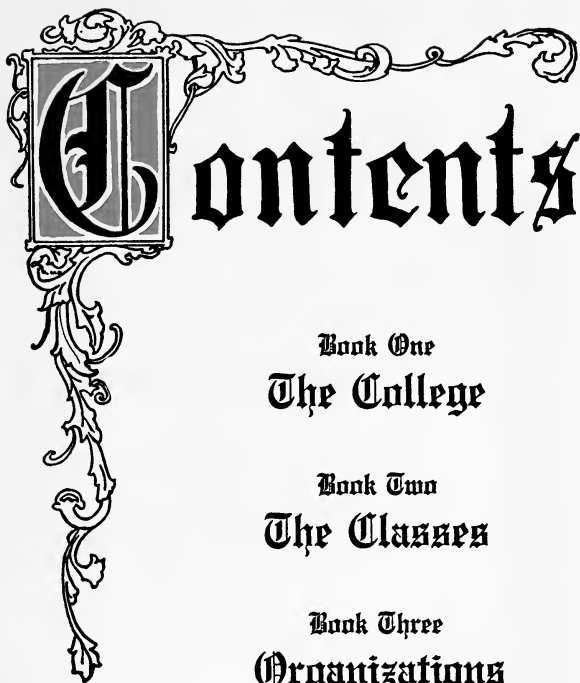 Contents
Book One
The College
Book Two
The Classes
Book Three
Organizations